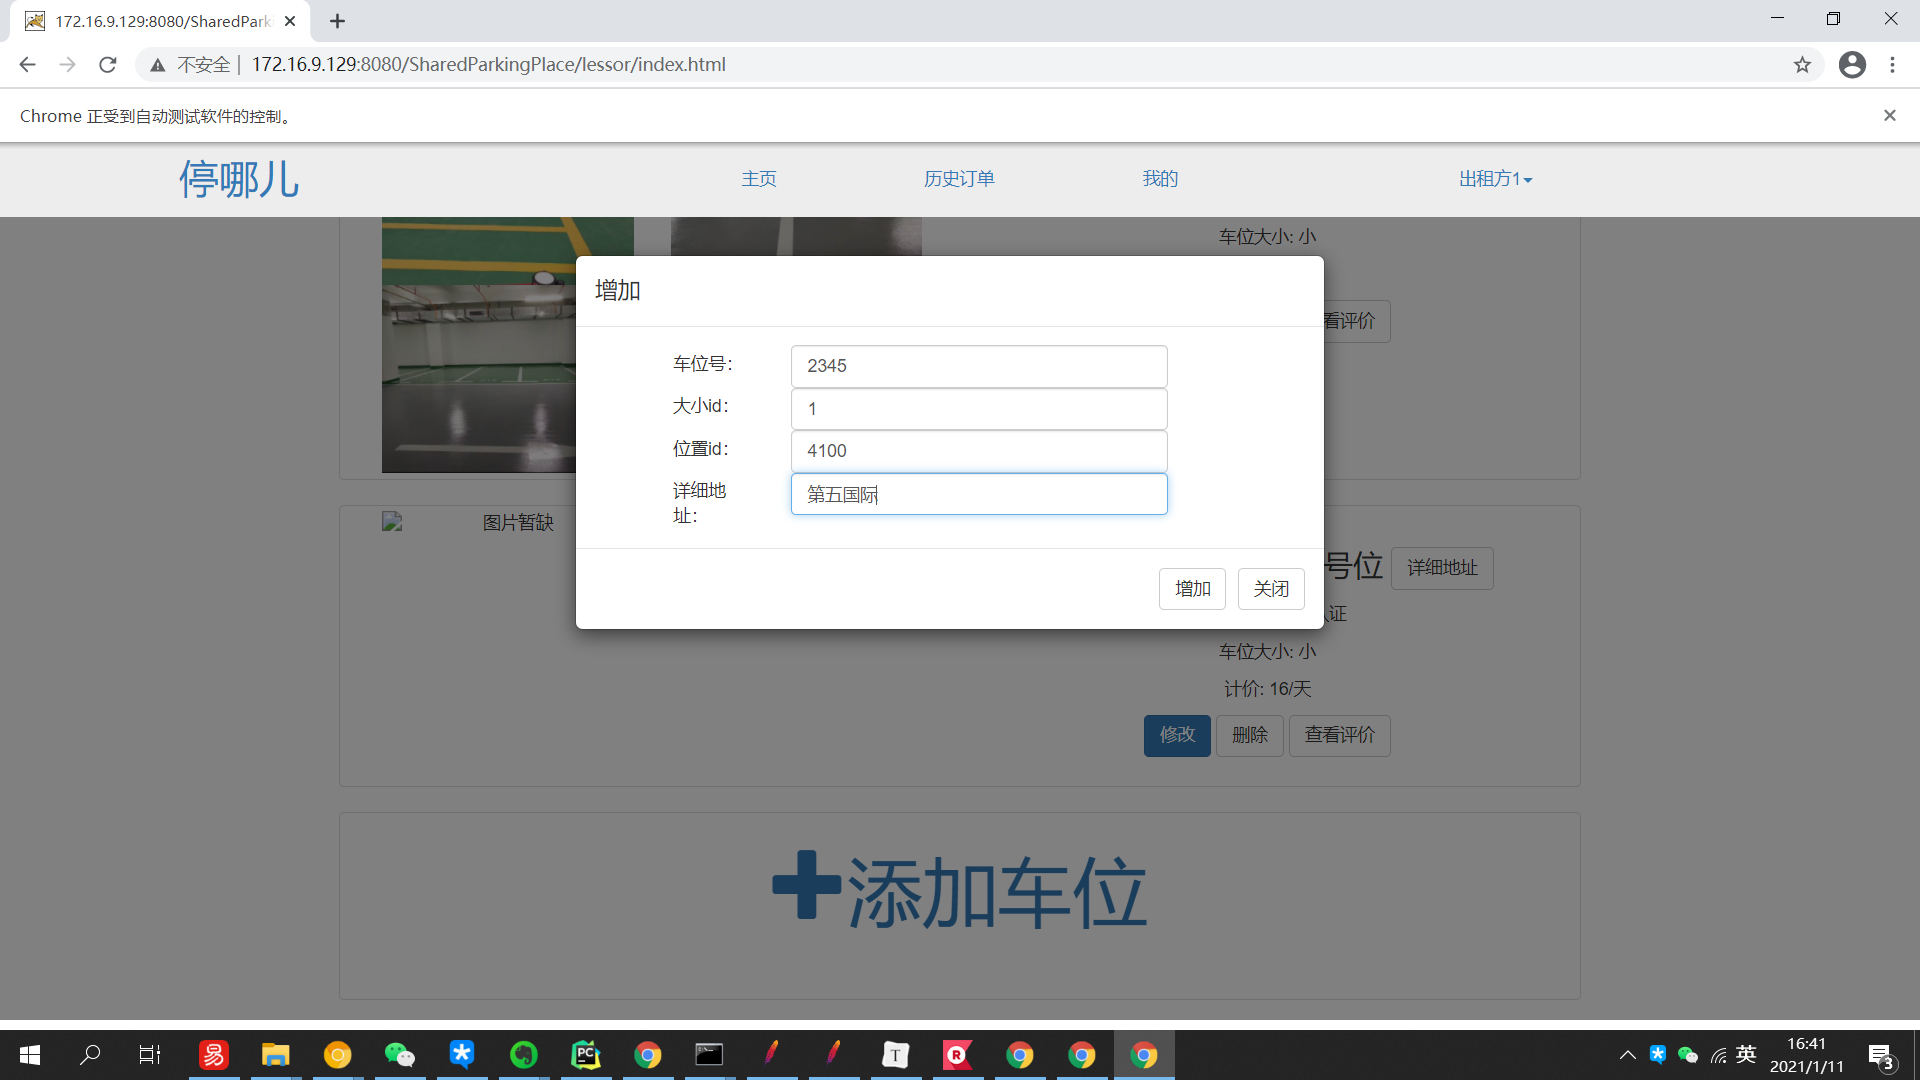 172.16.9.129:8080/SharedPark
不安全 | 172.16.9.129:8080/SharedParkingPlace/lessor/index.html
Chrome 正受到自动测试软件的控制。
停哪儿 主页 历史订单 我的 出租方1
车位大小: 小
看评价
增加
车位号: 2345
大小id: 1
位置id: 4100
详细地址: 第五国际
增加 关闭
图片暂缺
号位 详细地址
认证
车位大小: 小
计价: 16/天
修改 删除 查看评价
添加车位
英
16:41
2021/1/11
3